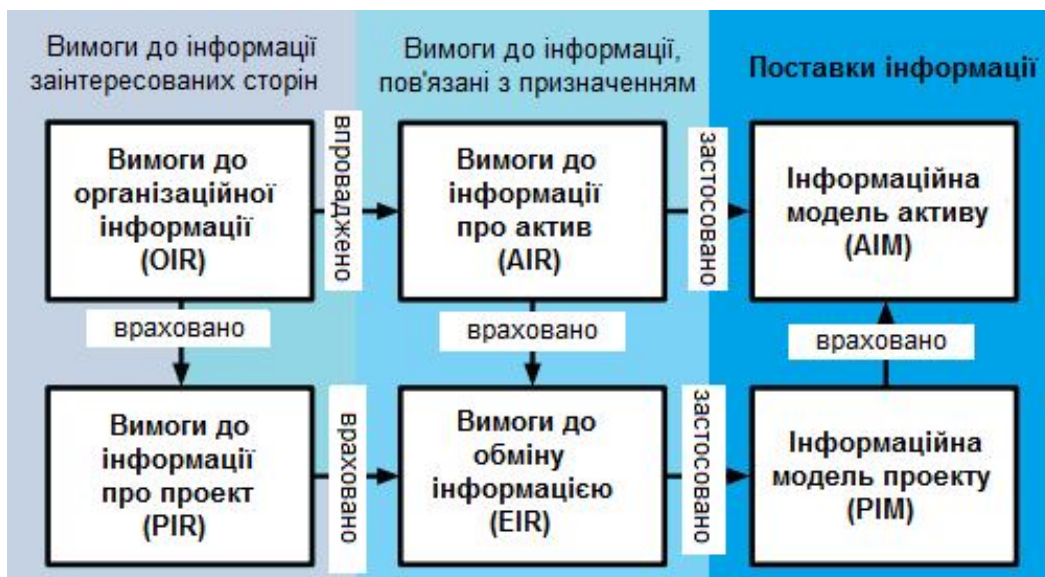 Вимоги до інформації
заінтересованих сторін
Вимоги до інформації,
пов'язані з призначенням
Поставки інформації
Вимоги до
організаційної
інформації
(OIR)
впроваджено
Вимоги до
інформації
про актив
(AIR)
застосовано
Інформаційна
модель активу
(AIM)
враховано
враховано
враховано
Вимоги до
інформації
про проект
(PIR)
враховано
Вимоги до
обміну
інформацією
(EIR)
застосовано
Інформаційна
модель проекту
(PIM)